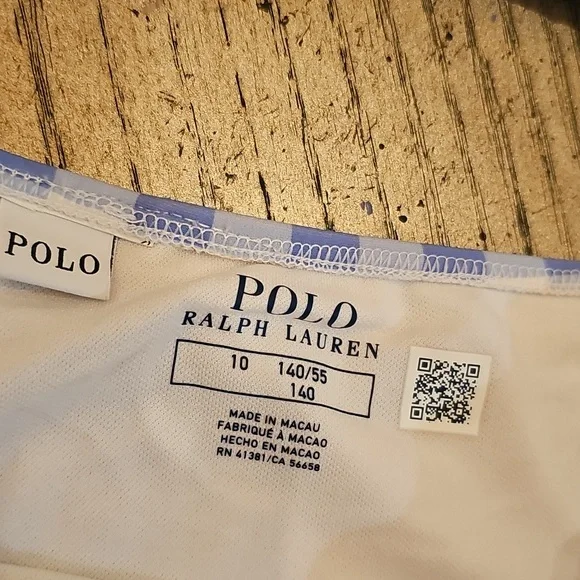 POLO
POLO
RALPH LAUREN
10 140/55
140
MADE IN MACAU
FABRIQUÉ À MACAO
HECHO EN MACAO
RN 41381/CA 56658